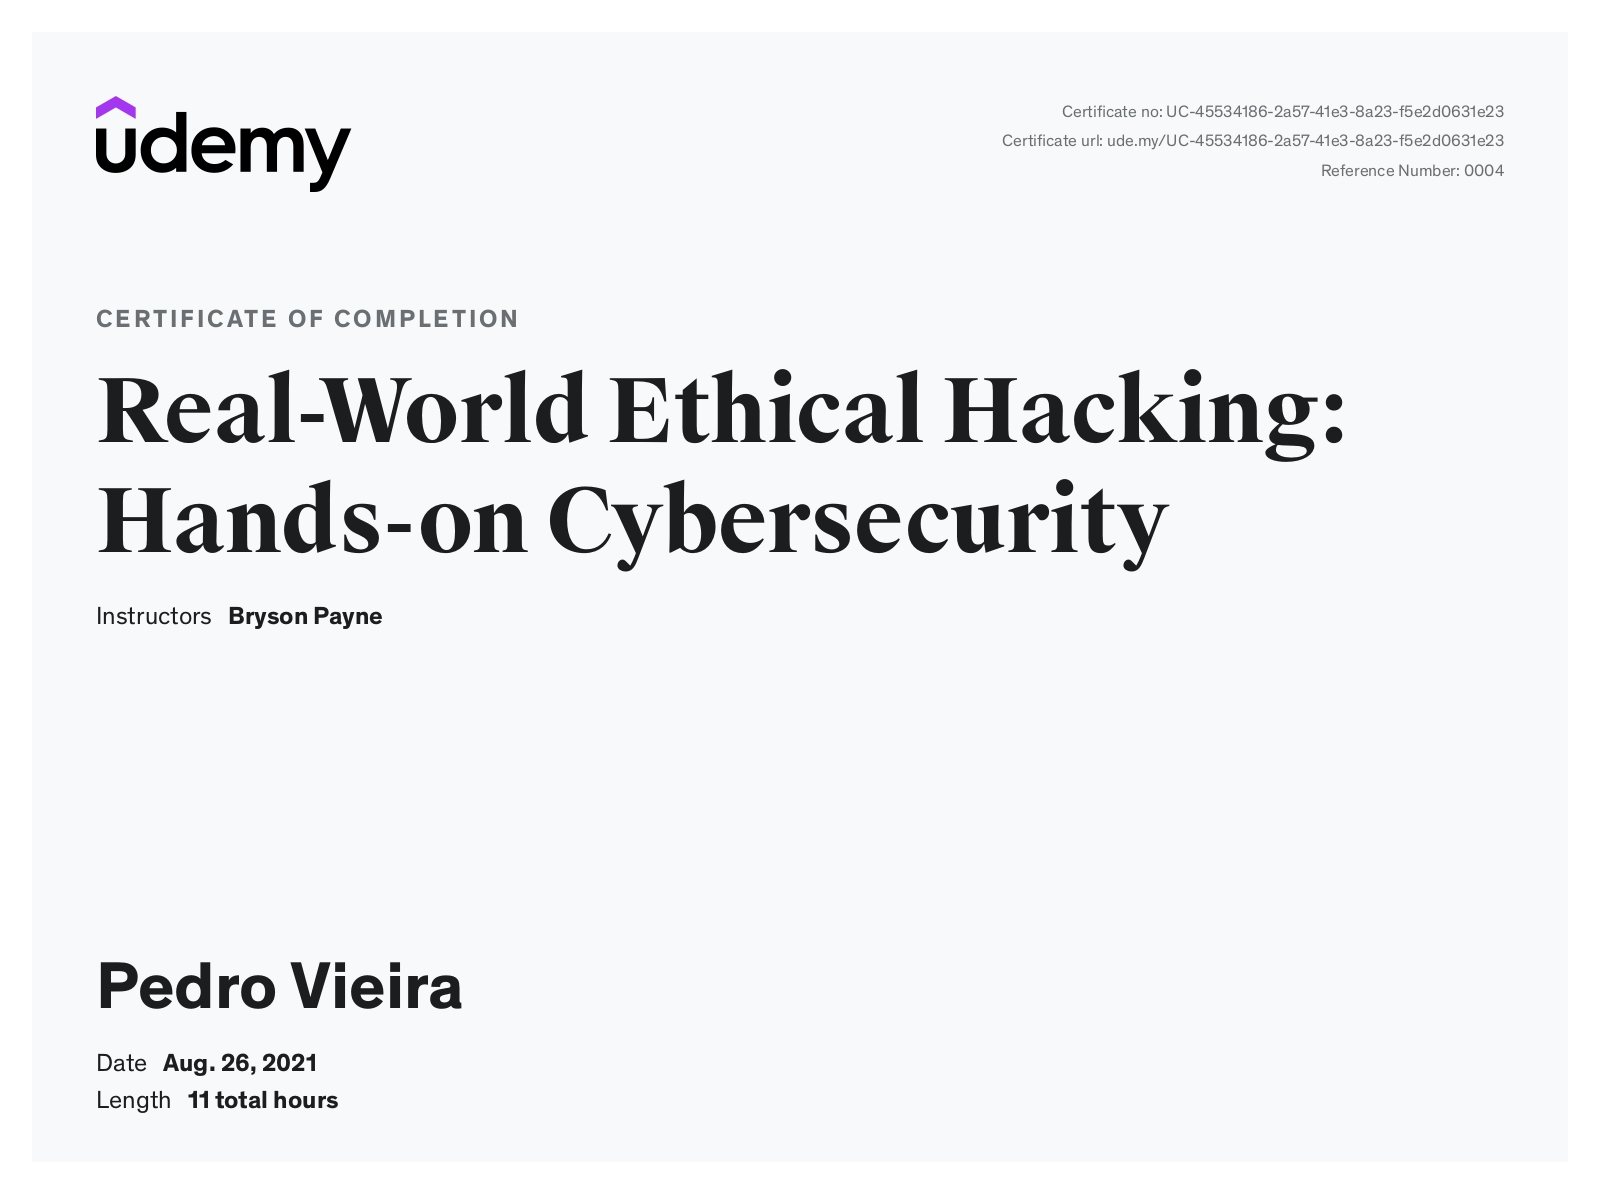 udemy
Certificate no: UC-45534186-2a57-41e3-8a23-f5e2d0631e23
Certificate url: ude.my/UC-45534186-2a57-41e3-8a23-f5e2d0631e23
Reference Number: 0004
CERTIFICATE OF COMPLETION
Real-World Ethical Hacking:
Hands-on Cybersecurity
Instructors Bryson Payne
Pedro Vieira
Date Aug. 26, 2021
Length 11 total hours